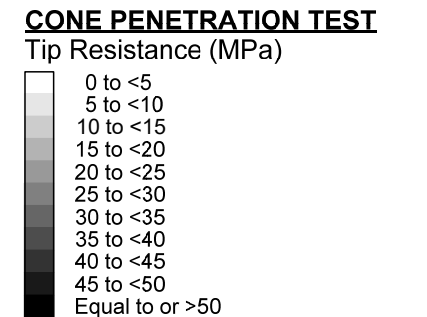 CONE PENETRATION TEST
Tip Resistance (MPa)
0 to <5
5 to <10
10 to <15
15 to <20
20 to <25
25 to <30
30 to <35
35 to <40
40 to <45
45 to <50
Equal to or >50